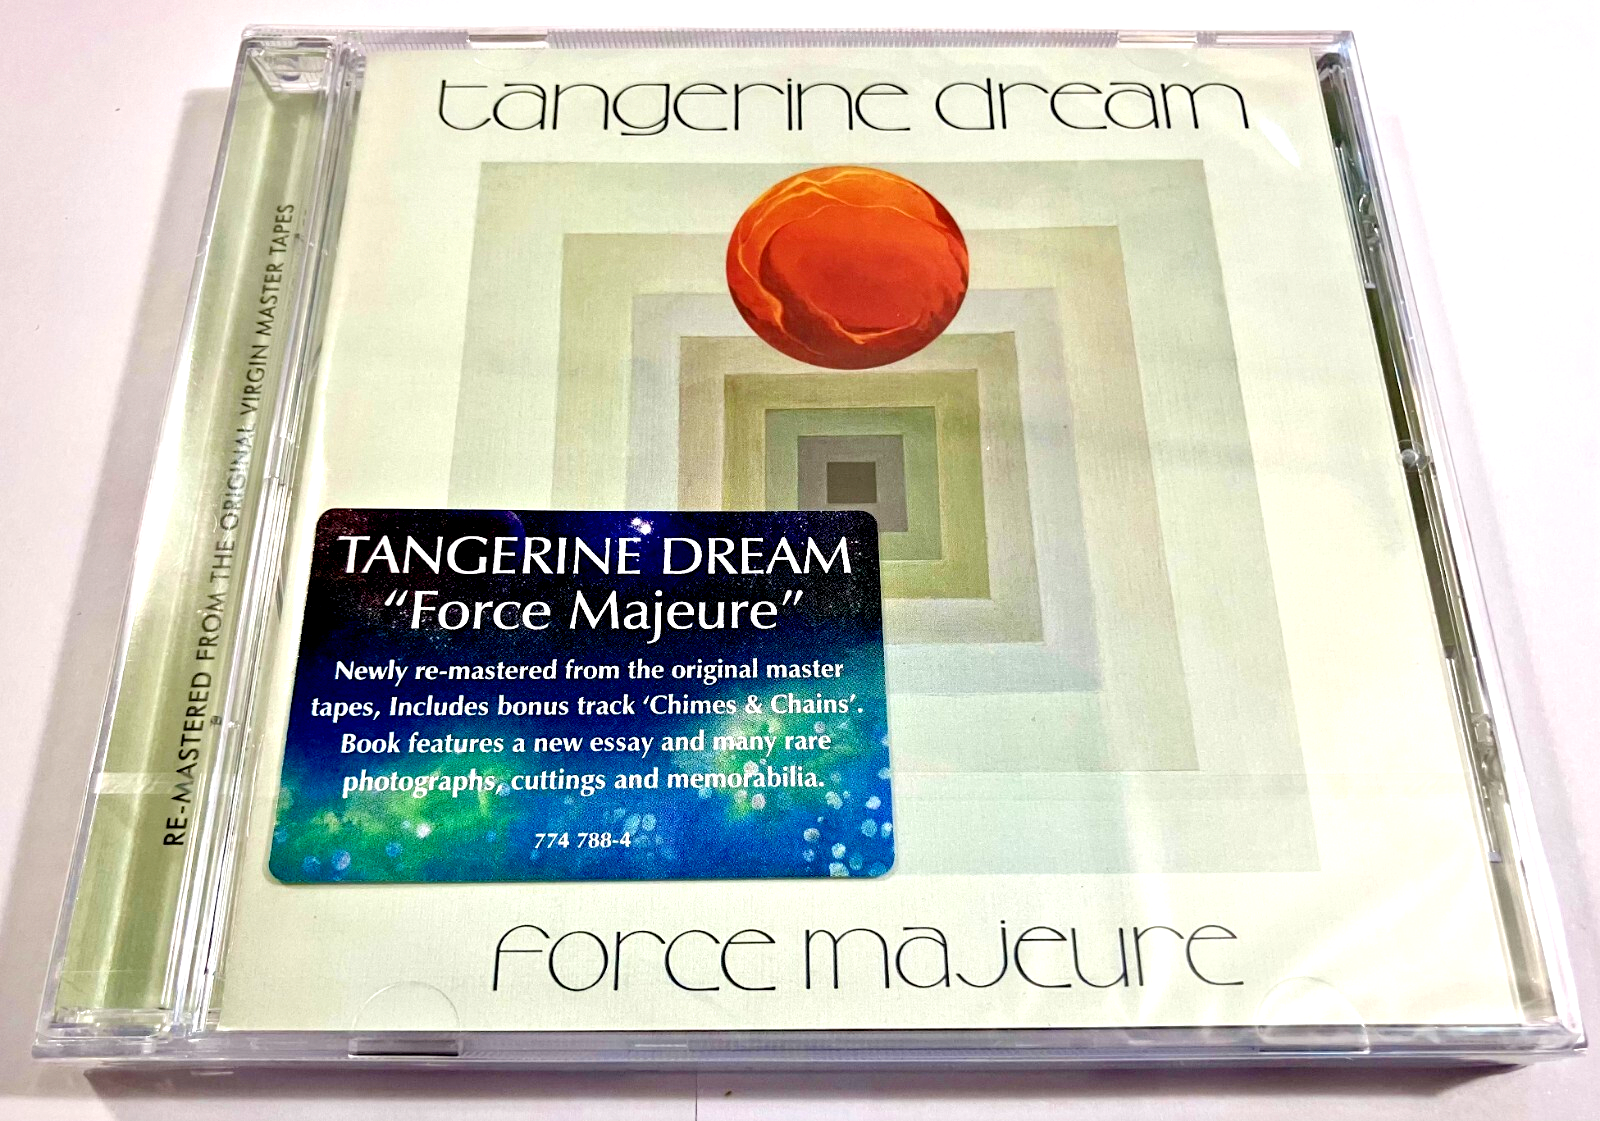 tangerine dream
RE-MASTERED FROM THE ORIGINAL VIRGIN MASTER TAPES
TANGERINE DREAM
“Force Majeure”
Newly re-mastered from the original master
tapes, Includes bonus track ‘Chimes & Chains’.
Book features a new essay and many rare
photographs, cuttings and memorabilia.
774 788-4
force majeure